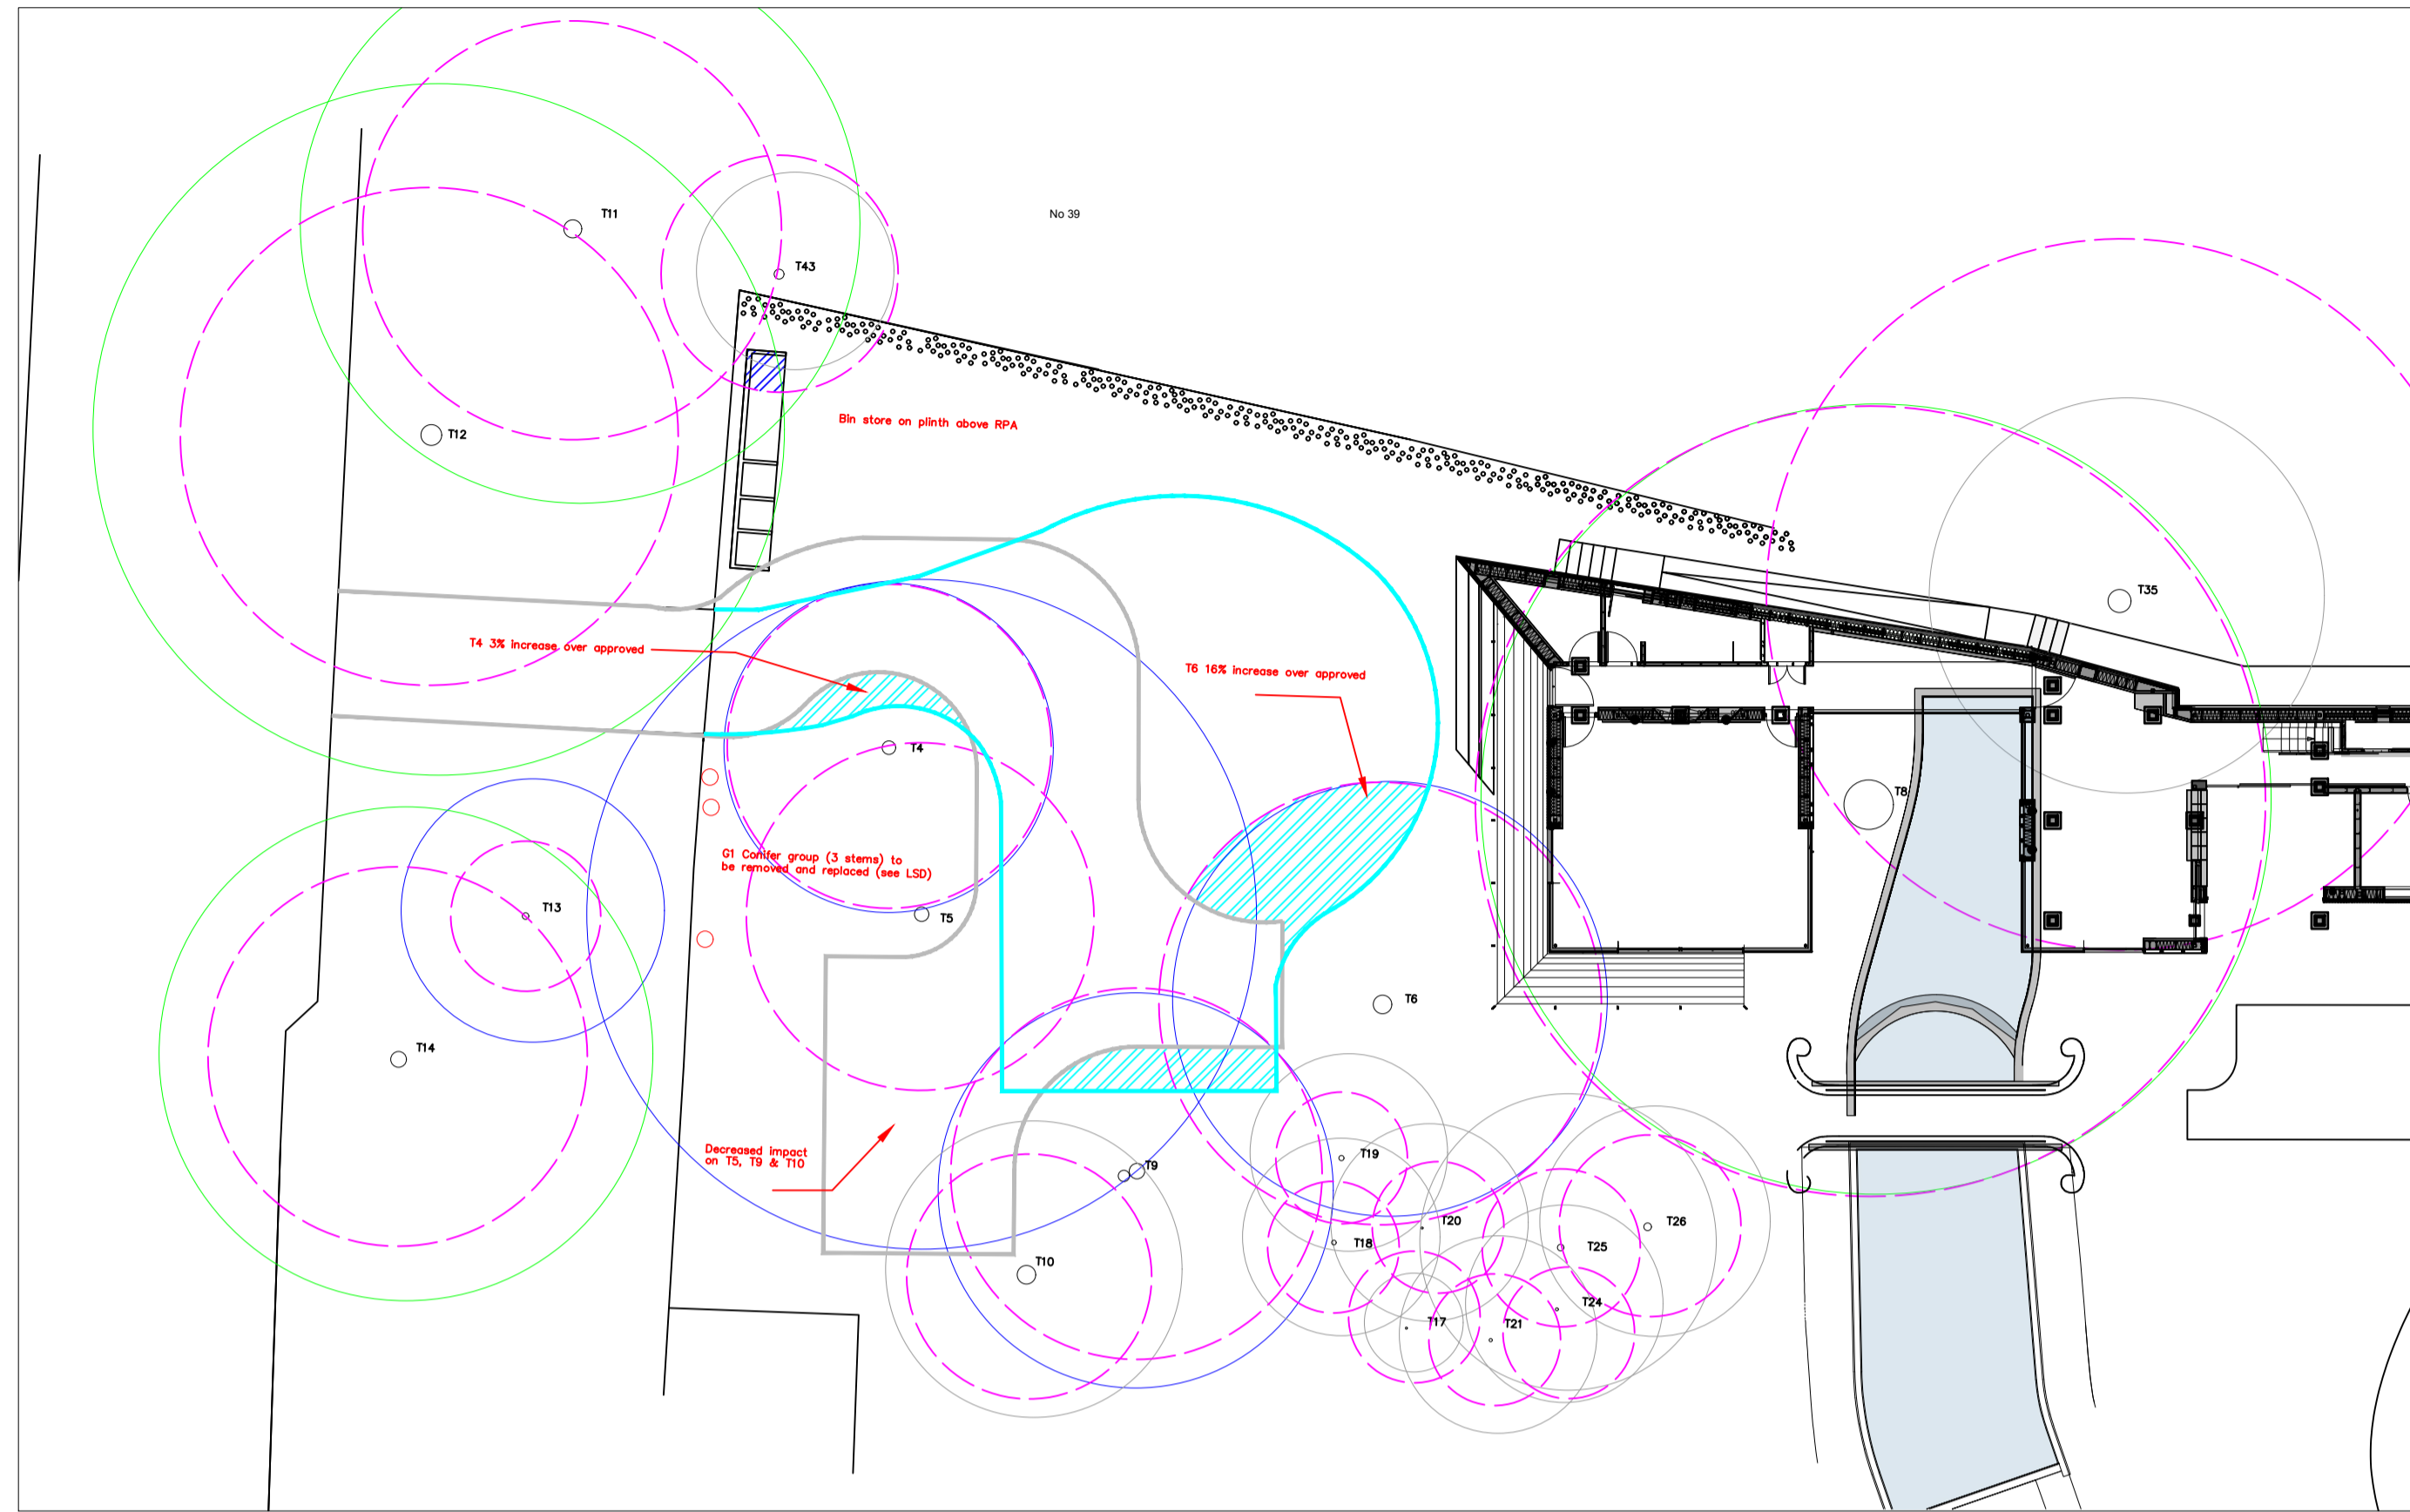 T11
No 39
T43
Bin store on plinth above RPA
T12
T35
T4 3% increase over approved
T6 16% increase over approved
T4
T8
G1 Conifer group (3 stems) to
be removed and replaced (see LSD)
T13
T5
T6
T14
Decreased impact
on T5, T9 & T10
T9
T19
T20
T26
T18
T25
T10
T24
T17
T21